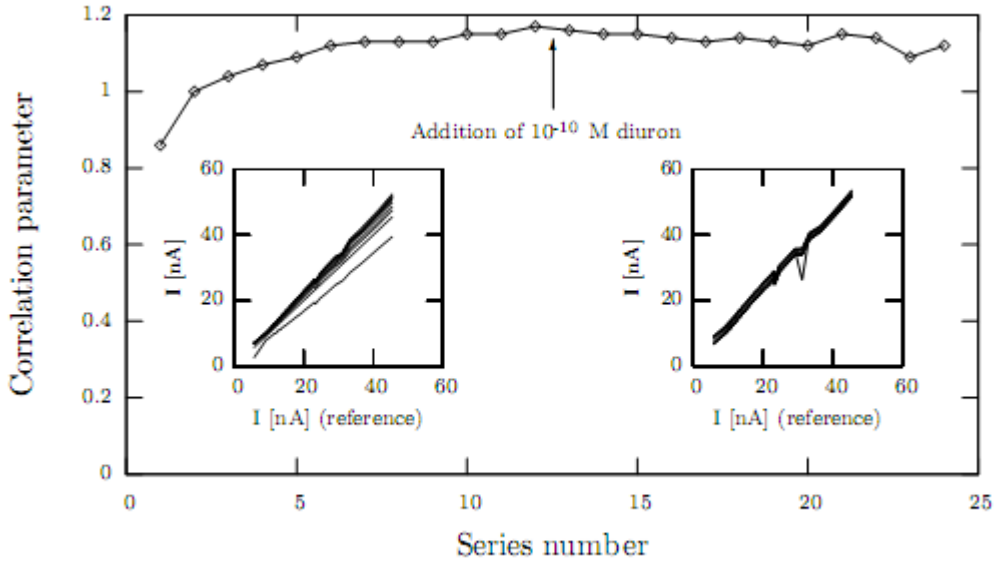 1.2
1
0.8
0.6
0.4
0.2
0
Correlation parameter
Addition of 10-10 M diuron
60
40
20
0
I [nA]
0 20 40 60
I [nA] (reference)
60
40
20
0
I [nA]
0 20 40 60
I [nA] (reference)
0 5 10 15 20 25
Series number